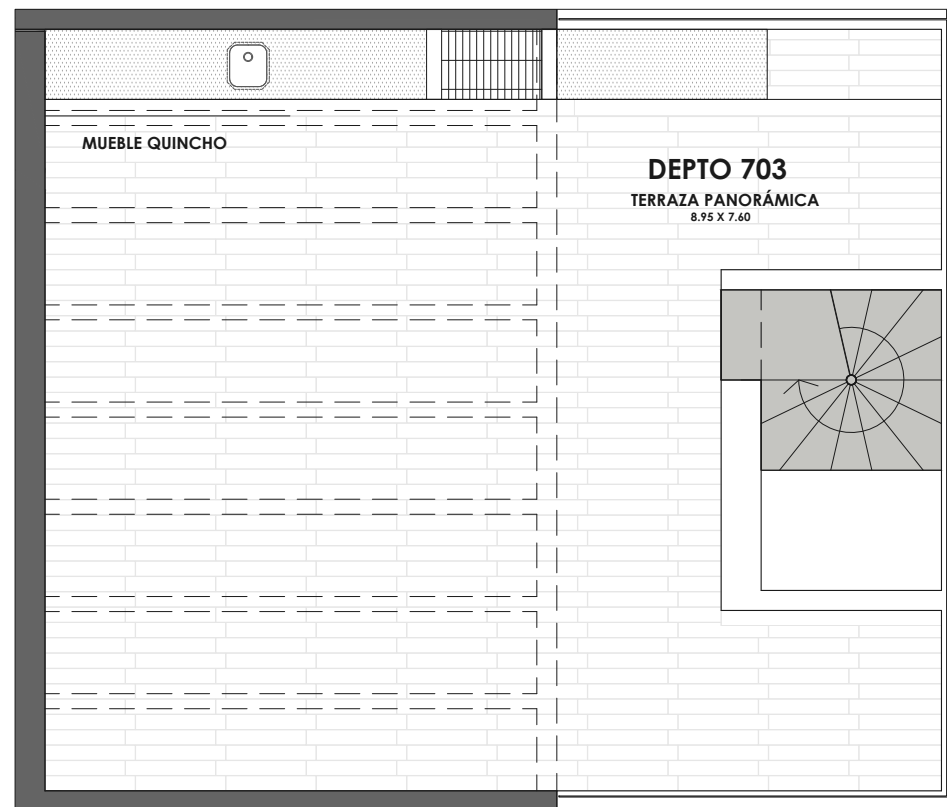 MUEBLE QUINCHO
DEPTO 703
TERRAZA PANORÁMICA
8.95 X 7.60